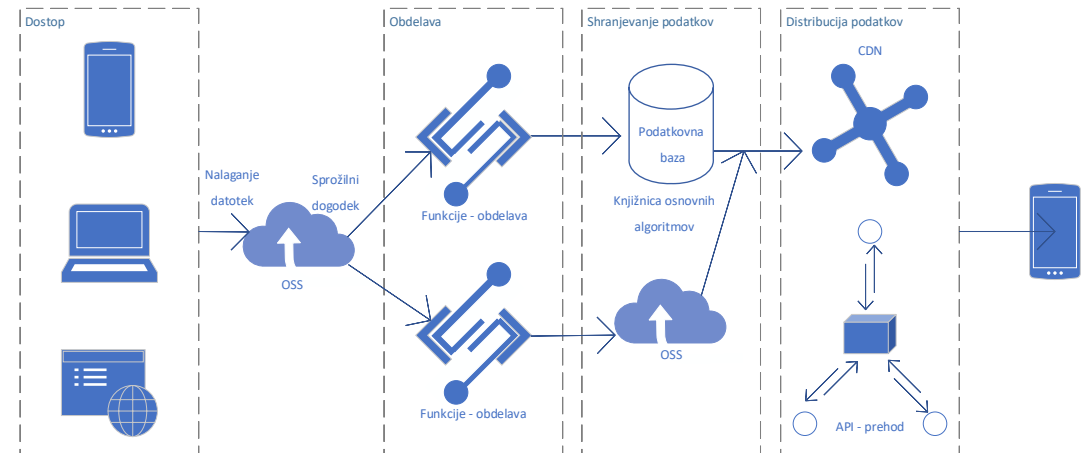 Dostop
Obdelava
Shranjevanje podatkov
Distribucija podatkov
CDN
Nalaganje
datotek
Sprožilni
dogodek
OSS
Funkcije - obdelava
Funkcije - obdelava
Podatkovna
baza
Knjižnica osnovnih
algoritmov
OSS
API - prehod